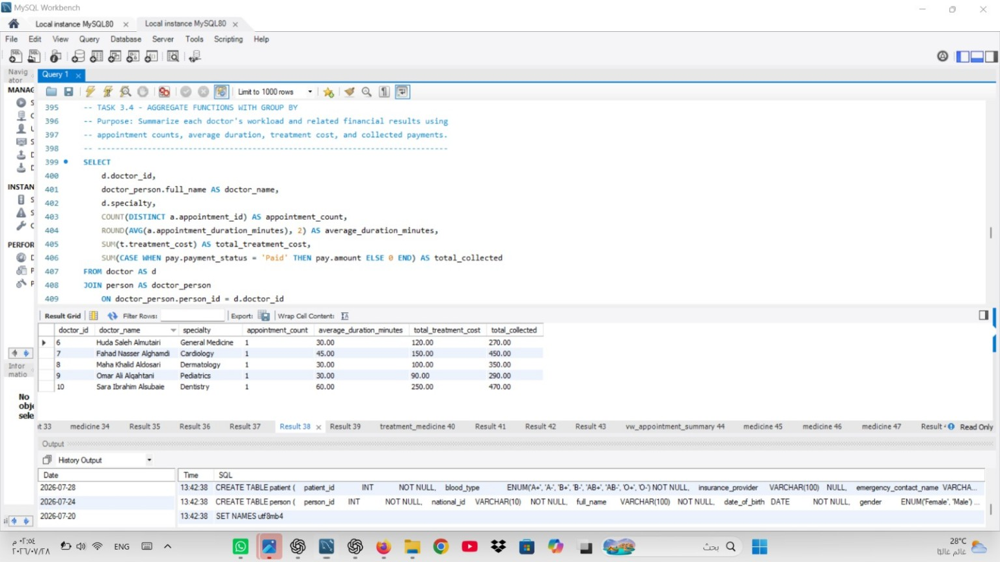 MySQL Workbench
Local instance MySQL80
Local instance MySQL80
File Edit View Query Database Server Tools Scripting Help
Navig
ator
Query 1
MANAG
Limit to 1000 rows
INSTAN
PERFOR
Infor
matio
No
obje
sele
395 -- TASK 3.4 - AGGREGATE FUNCTIONS WITH GROUP BY
396 -- Purpose: Summarize each doctor's workload and related financial results using
397 -- appointment counts, average duration, treatment cost, and collected payments.
398 -- -----------------------------------------------------------------------------
399 SELECT
400 d.doctor_id,
401 doctor_person.full_name AS doctor_name,
402 d.specialty,
403 COUNT(DISTINCT a.appointment_id) AS appointment_count,
404 ROUND(AVG(a.appointment_duration_minutes), 2) AS average_duration_minutes,
405 SUM(t.treatment_cost) AS total_treatment_cost,
406 SUM(CASE WHEN pay.payment_status = 'Paid' THEN pay.amount ELSE 0 END) AS total_collected
407 FROM doctor AS d
408 JOIN person AS doctor_person
409 ON doctor_person.person_id = d.doctor_id
Result Grid Filter Rows: Export: Wrap Cell Content:
doctor_id doctor_name specialty appointment_count average_duration_minutes total_treatment_cost total_collected
6 Huda Saleh Almutairi General Medicine 1 30.00 120.00 270.00
7 Fahad Nasser Alghamdi Cardiology 1 45.00 150.00 450.00
8 Maha Khalid Aldosari Dermatology 1 30.00 100.00 350.00
9 Omar Ali Alqahtani Pediatrics 1 30.00 90.00 290.00
10 Sara Ibrahim Alsubaie Dentistry 1 60.00 250.00 470.00
lt 33 medicine 34 Result 35 Result 36 Result 37 Result 38 Result 39 treatment_medicine 40 Result 41 Result 42 Result 43 vw_appointment_summary 44 medicine 45 medicine 46 medicine 47 Result Read Only
Output
History Output
Date Time SQL
2026-07-28 13:42:38 CREATE TABLE patient ( patient_id INT NOT NULL, blood_type ENUM('A+', 'A-', 'B+', 'B-', 'AB+', 'AB-', 'O+', 'O-') NOT NULL, insurance_provider VARCHAR(100) NULL, emergency_contact_name VARCHA...
2026-07-24 13:42:38 CREATE TABLE person ( person_id INT NOT NULL, national_id VARCHAR(10) NOT NULL, full_name VARCHAR(100) NOT NULL, date_of_birth DATE NOT NULL, gender ENUM('Female', 'Male') ...
2026-07-20 13:42:38 SET NAMES utf8mb4
٠٢:٥٤ م
٢٠٢٦/٠٧/٢٨
ENG
بحث
28°C
غائم غالبًا